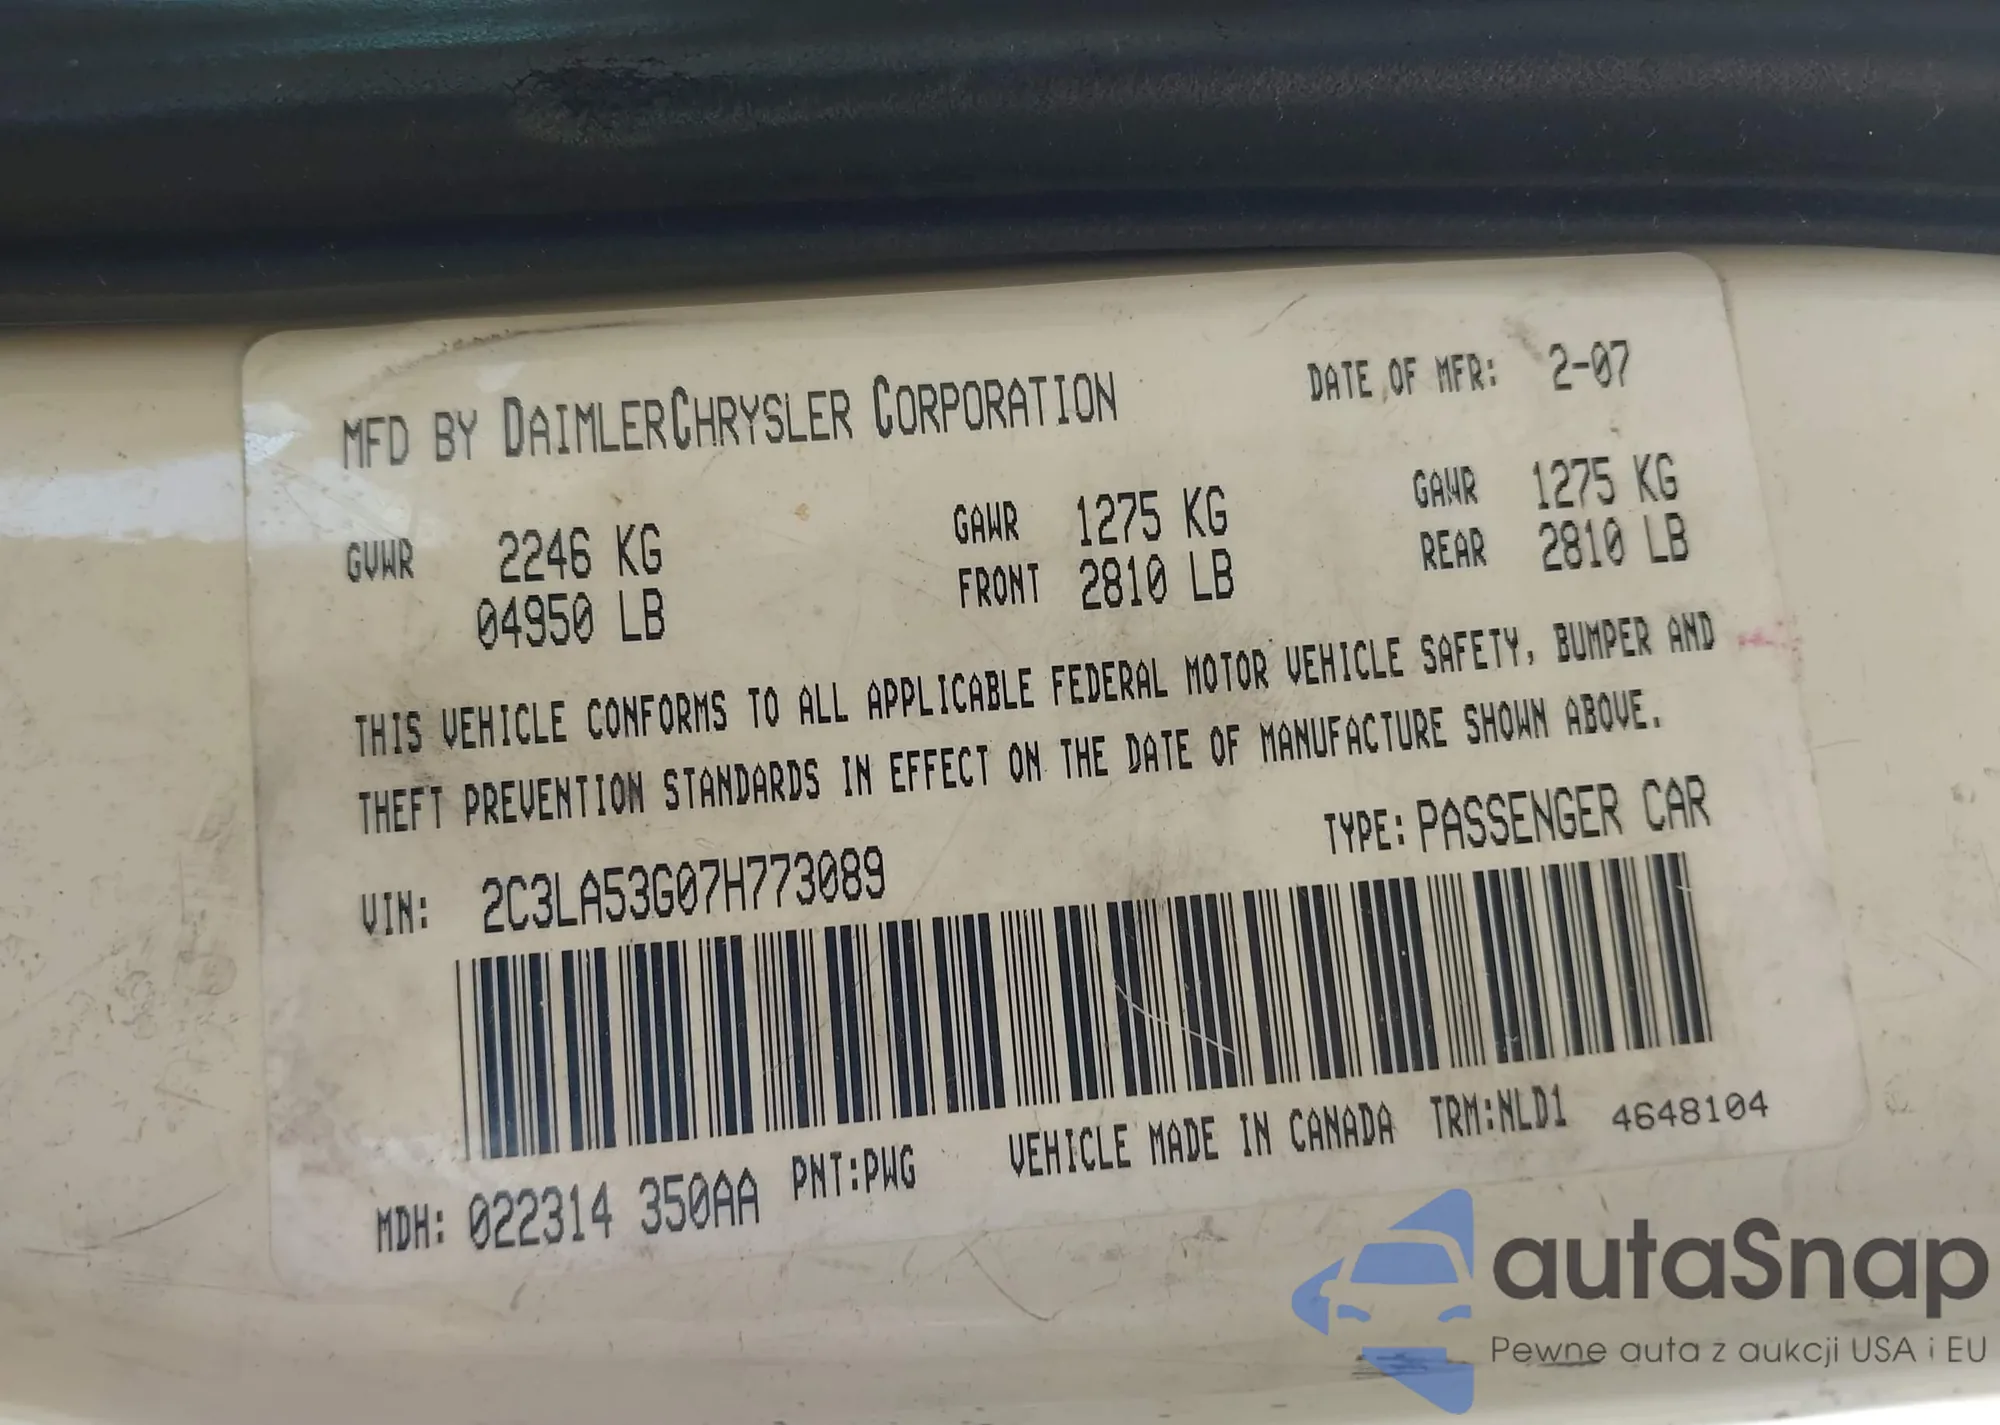 MFD BY DAIMLERCHRYSLER CORPORATION DATE OF MFR: 2-07
GVWR 2246 KG GAWR 1275 KG GAWR 1275 KG
04950 LB FRONT 2810 LB REAR 2810 LB
THIS VEHICLE CONFORMS TO ALL APPLICABLE FEDERAL MOTOR VEHICLE SAFETY, BUMPER AND
THEFT PREVENTION STANDARDS IN EFFECT ON THE DATE OF MANUFACTURE SHOWN ABOVE.
VIN: 2C3LA53G07H773089 TYPE: PASSENGER CAR
MDH: 022314 350AA PNT:PWG VEHICLE MADE IN CANADA TRM:NLD1 4648104
autaSnap
Pewne auta z aukcji USA i EU